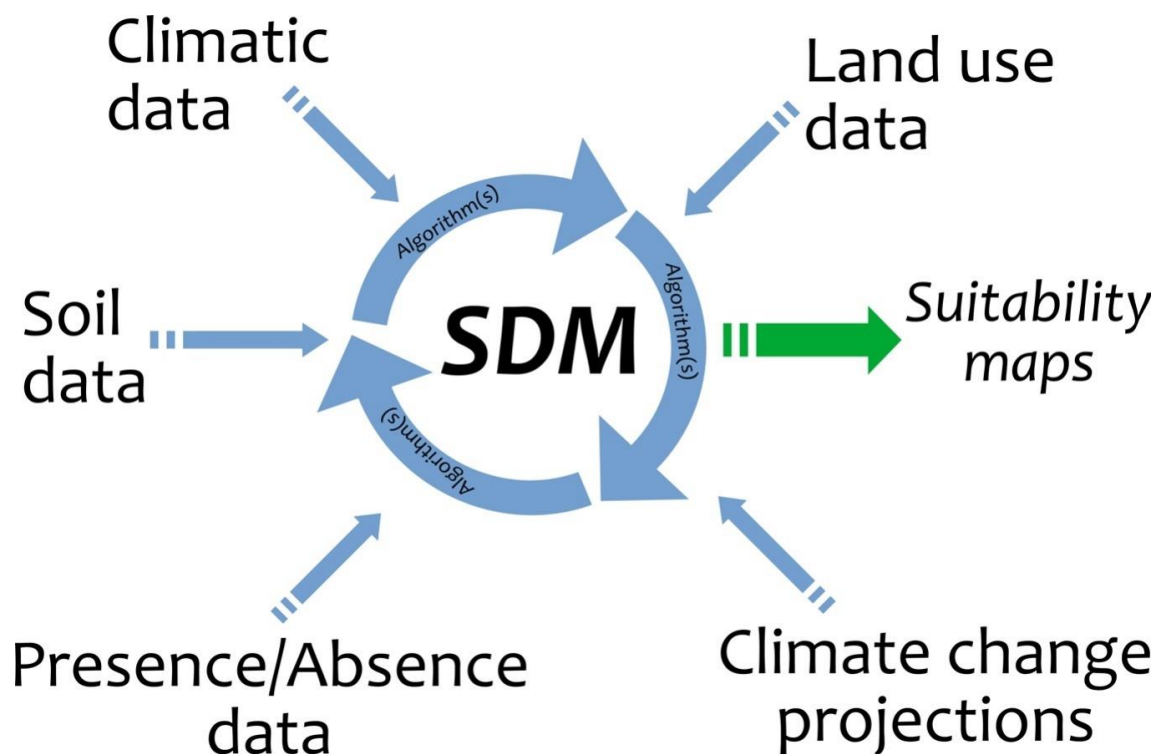 Climatic
data
Land use
data
Algorithm(s)
Algorithm(s)
Soil
data
SDM
Suitability
maps
Algorithm(s)
Presence/Absence
data
Climate change
projections